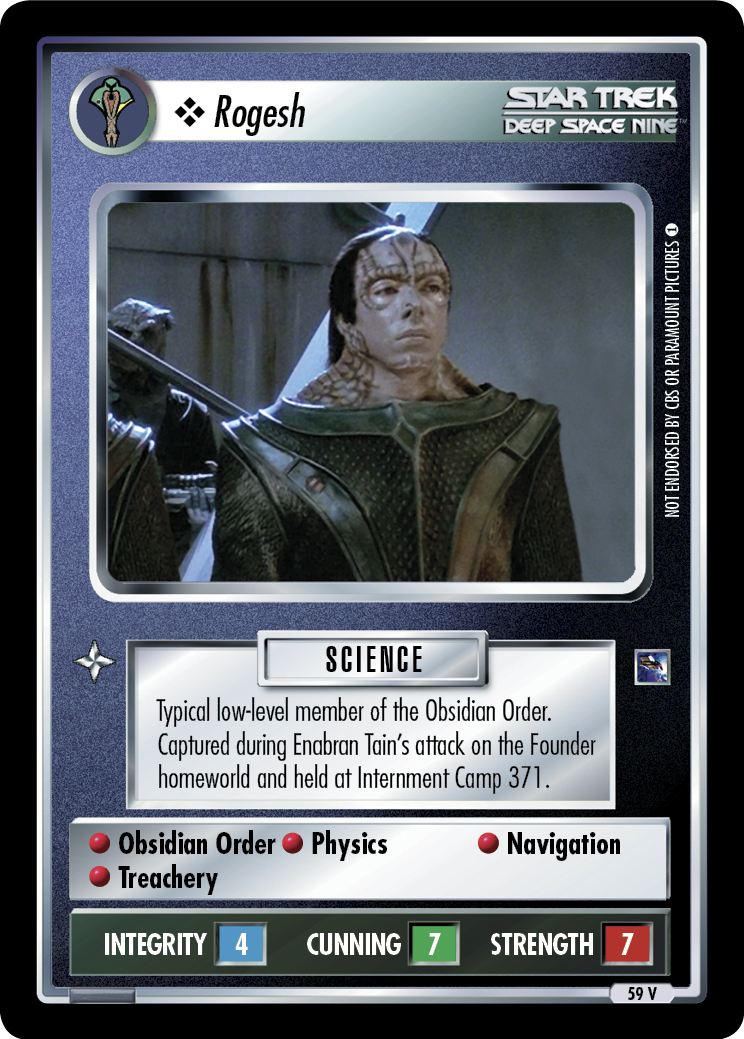 ❖ Rogesh
STAR TREK
DEEP SPACE NINE™
NOT ENDORSED BY CBS OR PARAMOUNT PICTURES 1
SCIENCE
Typical low-level member of the Obsidian Order.
Captured during Enabran Tain's attack on the Founder
homeworld and held at Internment Camp 371.
Obsidian Order Physics Navigation
Treachery
INTEGRITY 4 CUNNING 7 STRENGTH 7
59 V